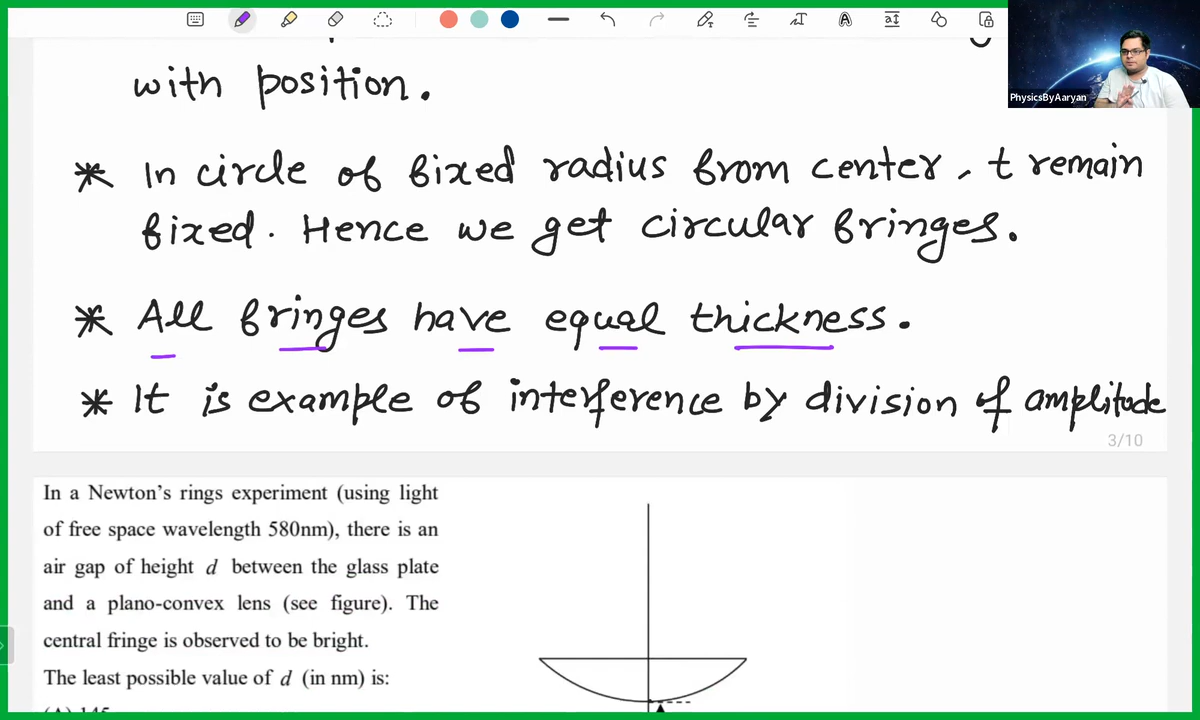 with position.
PhysicsByAaryan
* In circle of fixed radius from center, t remain
fixed. Hence we get circular fringes.
* All fringes have equal thickness.
* It is example of interference by division of amplitude
3/10
In a Newton's rings experiment (using light
of free space wavelength 580nm), there is an
air gap of height d between the glass plate
and a plano-convex lens (see figure). The
central fringe is observed to be bright.
The least possible value of d (in nm) is: